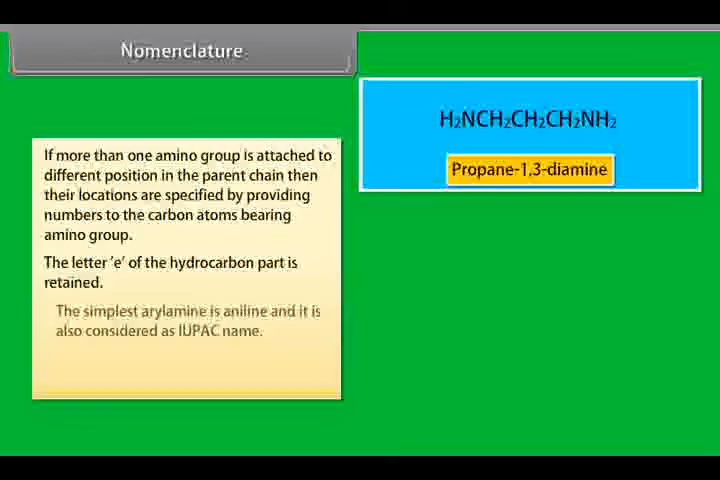 Nomenclature
H₂NCH₂CH₂CH₂NH₂
Propane-1,3-diamine
If more than one amino group is attached to
different position in the parent chain then
their locations are specified by providing
numbers to the carbon atoms bearing
amino group.
The letter ‘e’ of the hydrocarbon part is
retained.
The simplest arylamine is aniline and it is
also considered as IUPAC name.